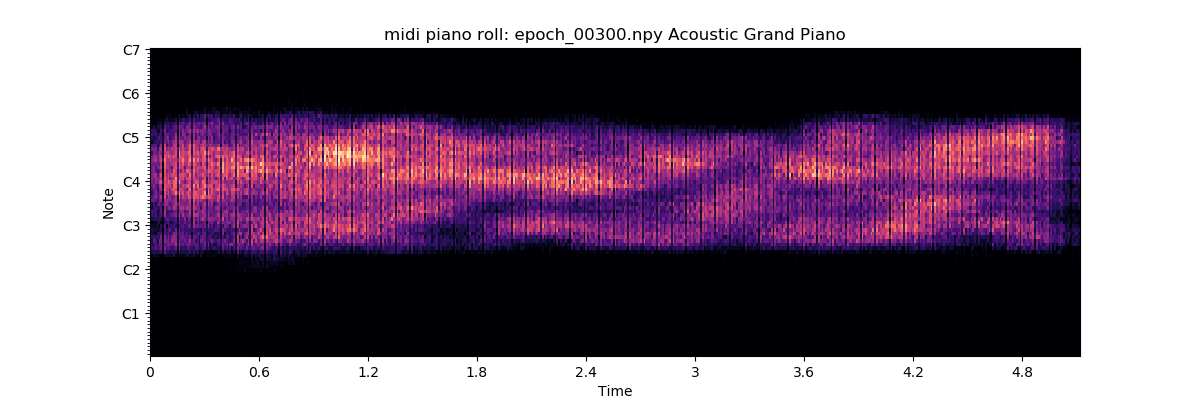 midi piano roll: epoch_00300.npy Acoustic Grand Piano
C7
C6
C5
C4
C3
C2
C1
Note
0 0.6 1.2 1.8 2.4 3 3.6 4.2 4.8
Time